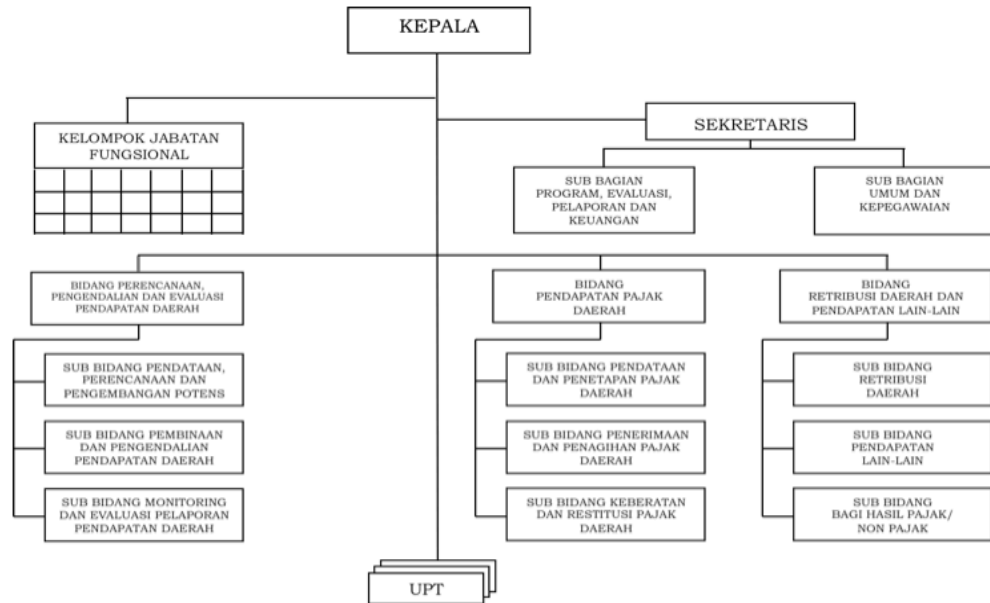 KEPALA
KELOMPOK JABATAN
FUNGSIONAL
SEKRETARIS
SUB BAGIAN
PROGRAM, EVALUASI,
PELAPORAN DAN
KEUANGAN
SUB BAGIAN
UMUM DAN
KEPEGAWAIAN
BIDANG PERENCANAAN,
PENGENDALIAN DAN EVALUASI
PENDAPATAN DAERAH
BIDANG
PENDAPATAN PAJAK
DAERAH
BIDANG
RETRIBUSI DAERAH DAN
PENDAPATAN LAIN-LAIN
SUB BIDANG PENDATAAN,
PERENCANAAN DAN
PENGEMBANGAN POTENS
SUB BIDANG PENDATAAN
DAN PENETAPAN PAJAK
DAERAH
SUB BIDANG
RETRIBUSI
DAERAH
SUB BIDANG PEMBINAAN
DAN PENGENDALIAN
PENDAPATAN DAERAH
SUB BIDANG PENERIMAAN
DAN PENAGIHAN PAJAK
DAERAH
SUB BIDANG
PENDAPATAN
LAIN-LAIN
SUB BIDANG MONITORING
DAN EVALUASI PELAPORAN
PENDAPATAN DAERAH
SUB BIDANG KEBERATAN
DAN RESTITUSI PAJAK
DAERAH
SUB BIDANG
BAGI HASIL PAJAK/
NON PAJAK
UPT